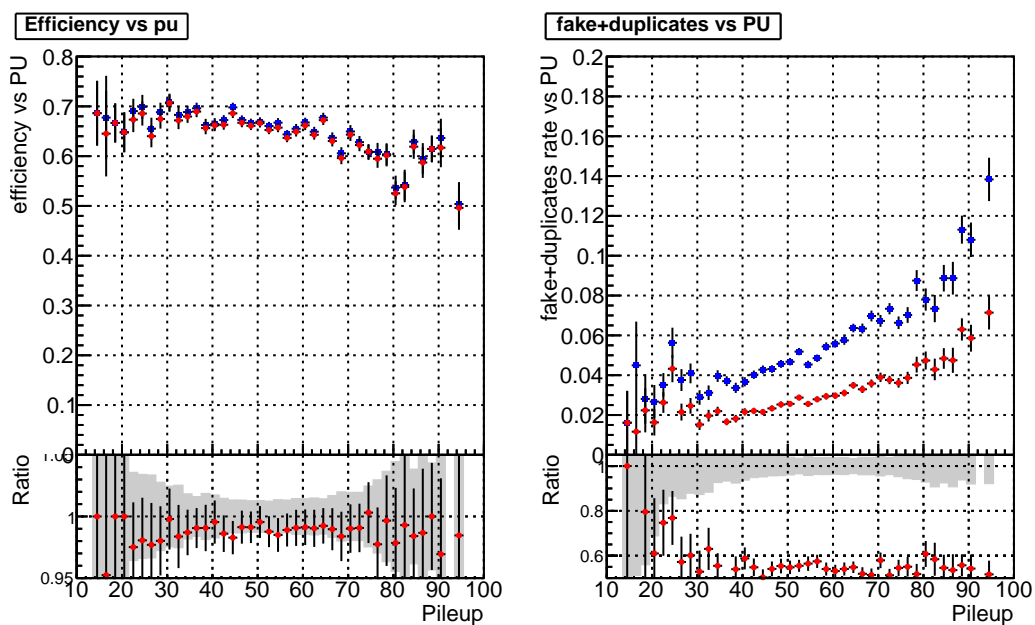 Efficiency vs pu
efficiency vs PU
0.8
0.7
0.6
0.5
0.4
0.3
0.2
0.1
0
Ratio
1.05
1
0.95
10 20 30 40 50 60 70 80 90 100
Pileup
fake+duplicates vs PU
fake+duplicates rate vs PU
0.2
0.18
0.16
0.14
0.12
0.1
0.08
0.06
0.04
0.02
0
Ratio
1
0.8
0.6
10 20 30 40 50 60 70 80 90 100
Pileup